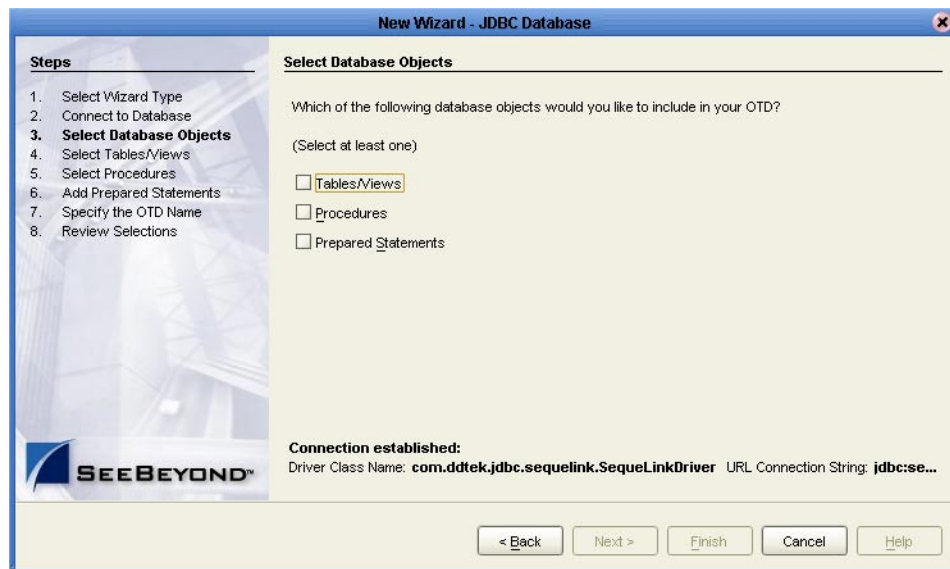 New Wizard - JDBC Database
Steps
1. Select Wizard Type
2. Connect to Database
3. Select Database Objects
4. Select Tables/Views
5. Select Procedures
6. Add Prepared Statements
7. Specify the OTD Name
8. Review Selections
SEEBEYOND™
Select Database Objects
Which of the following database objects would you like to include in your OTD?
(Select at least one)
Tables/Views
Procedures
Prepared Statements
Connection established:
Driver Class Name: com.ddtek.jdbc.sequelink.SequeLinkDriver URL Connection String: jdbc:se...
< Back Next > Finish Cancel Help